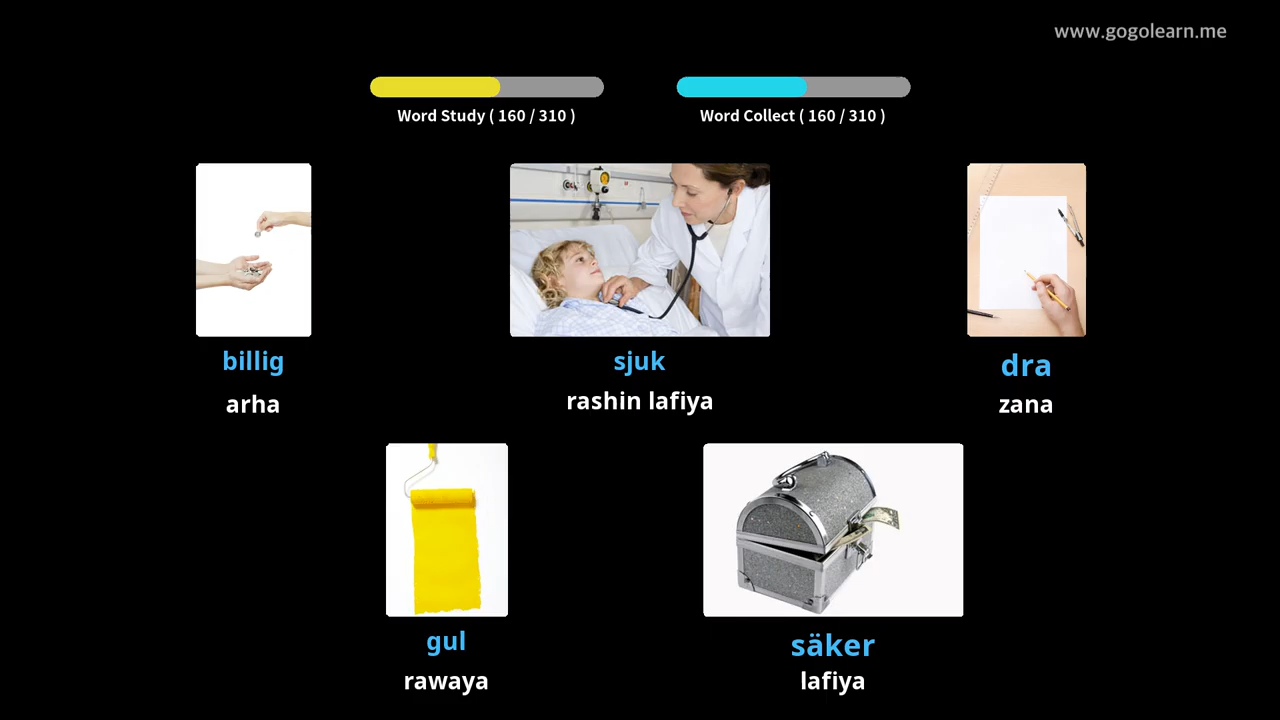 www.gogolearn.me
Word Study ( 160 / 310 )
Word Collect ( 160 / 310 )
billig
arha
sjuk
rashin lafiya
dra
zana
gul
rawaya
säker
lafiya